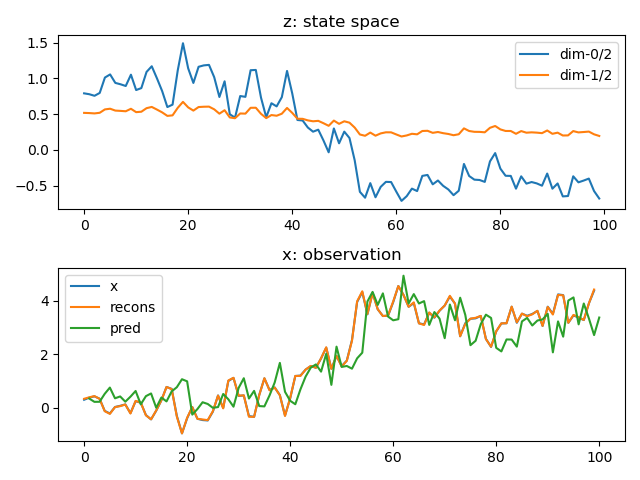 z: state space
1.5
1.0
0.5
0.0
−0.5
dim-0/2
dim-1/2
0 20 40 60 80 100
x: observation
4
2
0
x
recons
pred
0 20 40 60 80 100